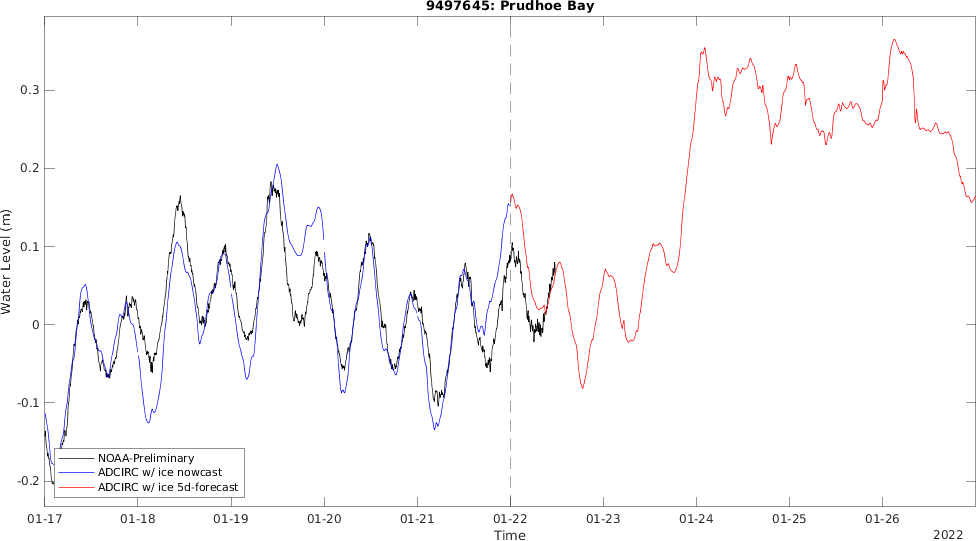 9497645: Prudhoe Bay
Water Level (m)
0.3
0.2
0.1
0
-0.1
-0.2
NOAA-Preliminary
ADCIRC w/ ice nowcast
ADCIRC w/ ice 5d-forecast
01-17 01-18 01-19 01-20 01-21 01-22 01-23 01-24 01-25 01-26
Time
2022